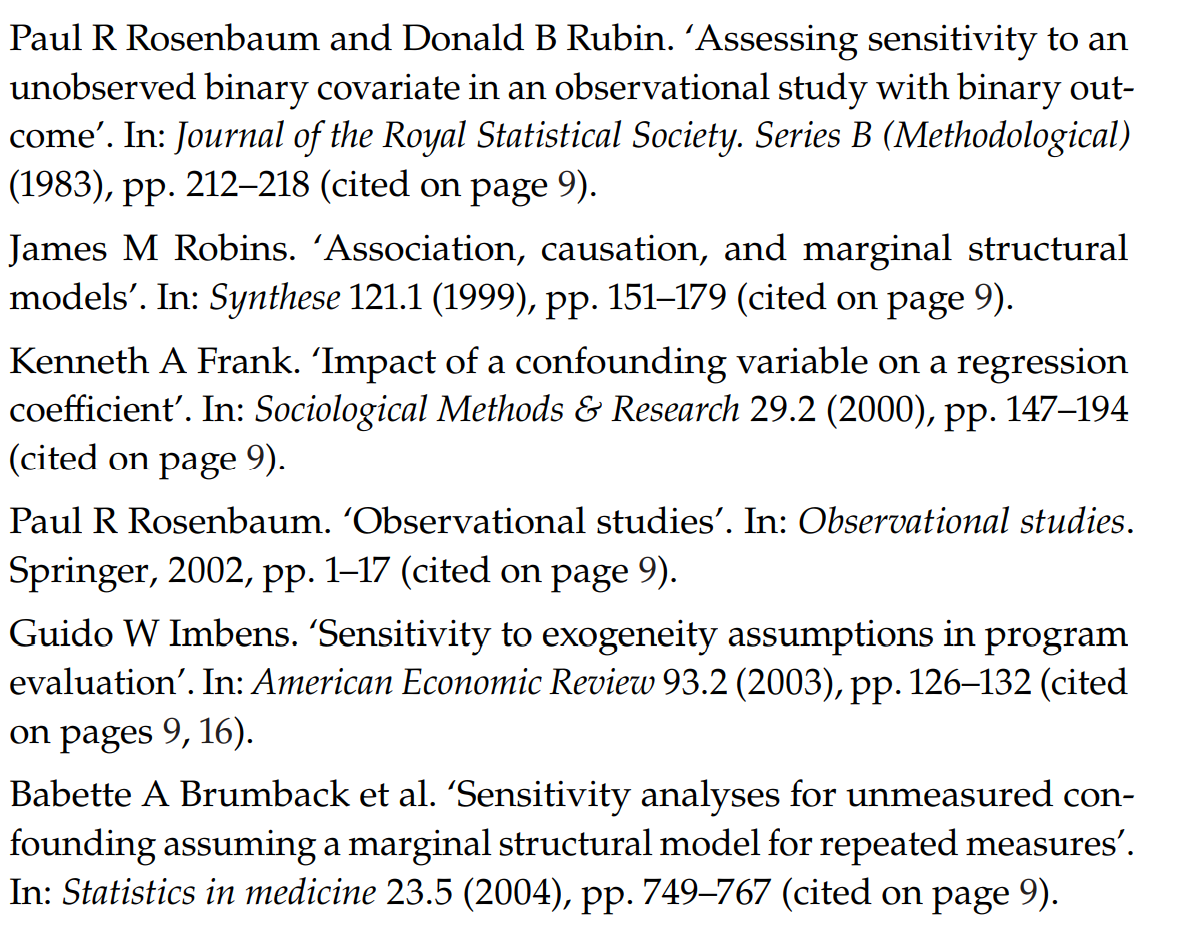 Paul R Rosenbaum and Donald B Rubin. ‘Assessing sensitivity to an
unobserved binary covariate in an observational study with binary out-
come’. In: Journal of the Royal Statistical Society. Series B (Methodological)
(1983), pp. 212–218 (cited on page 9).
James M Robins. ‘Association, causation, and marginal structural
models’. In: Synthese 121.1 (1999), pp. 151–179 (cited on page 9).
Kenneth A Frank. ‘Impact of a confounding variable on a regression
coefficient’. In: Sociological Methods & Research 29.2 (2000), pp. 147–194
(cited on page 9).
Paul R Rosenbaum. ‘Observational studies’. In: Observational studies.
Springer, 2002, pp. 1–17 (cited on page 9).
Guido W Imbens. ‘Sensitivity to exogeneity assumptions in program
evaluation’. In: American Economic Review 93.2 (2003), pp. 126–132 (cited
on pages 9, 16).
Babette A Brumback et al. ‘Sensitivity analyses for unmeasured con-
founding assuming a marginal structural model for repeated measures’.
In: Statistics in medicine 23.5 (2004), pp. 749–767 (cited on page 9).